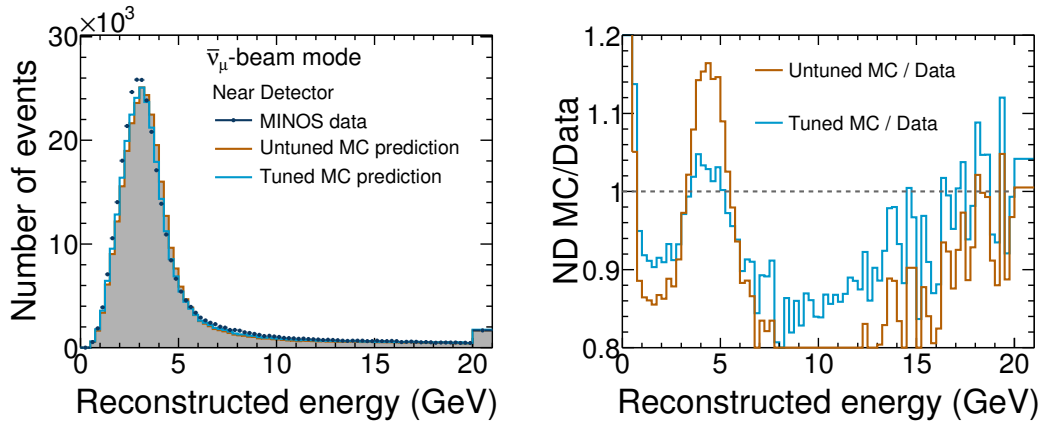 ×10³
30
20
10
0
0 5 10 15 20
Number of events
Reconstructed energy (GeV)
ν̅μ-beam mode
Near Detector
MINOS data
Untuned MC prediction
Tuned MC prediction
1.2
1.1
1
0.9
0.8
0 5 10 15 20
ND MC/Data
Reconstructed energy (GeV)
Untuned MC / Data
Tuned MC / Data